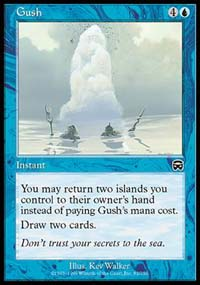 Gush 4
Instant
You may return two islands you
control to their owner's hand
instead of paying Gush's mana cost.
Draw two cards.
Don't trust your secrets to the sea.
Illus. Kev Walker